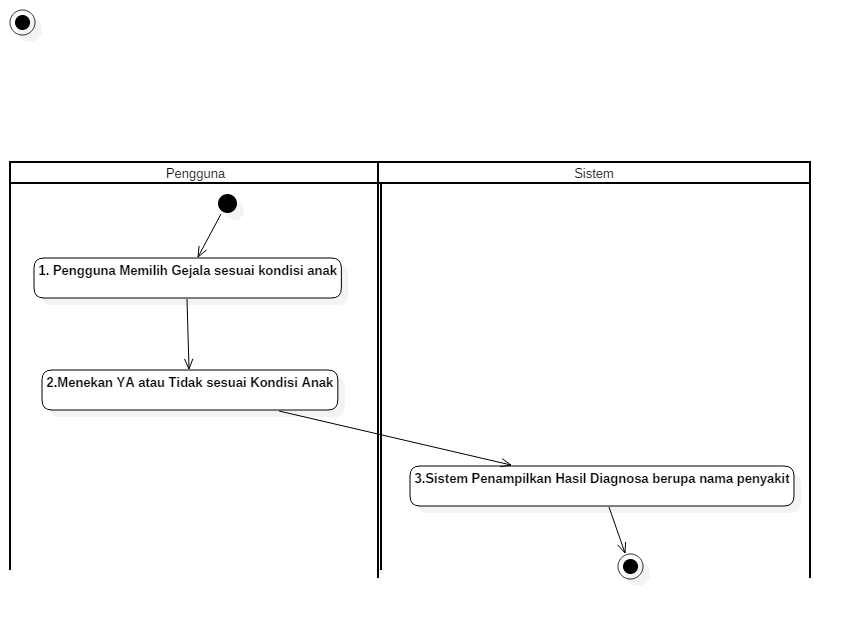 Pengguna
Sistem
1. Pengguna Memilih Gejala sesuai kondisi anak
2.Menekan YA atau Tidak sesuai Kondisi Anak
3.Sistem Penampilkan Hasil Diagnosa berupa nama penyakit